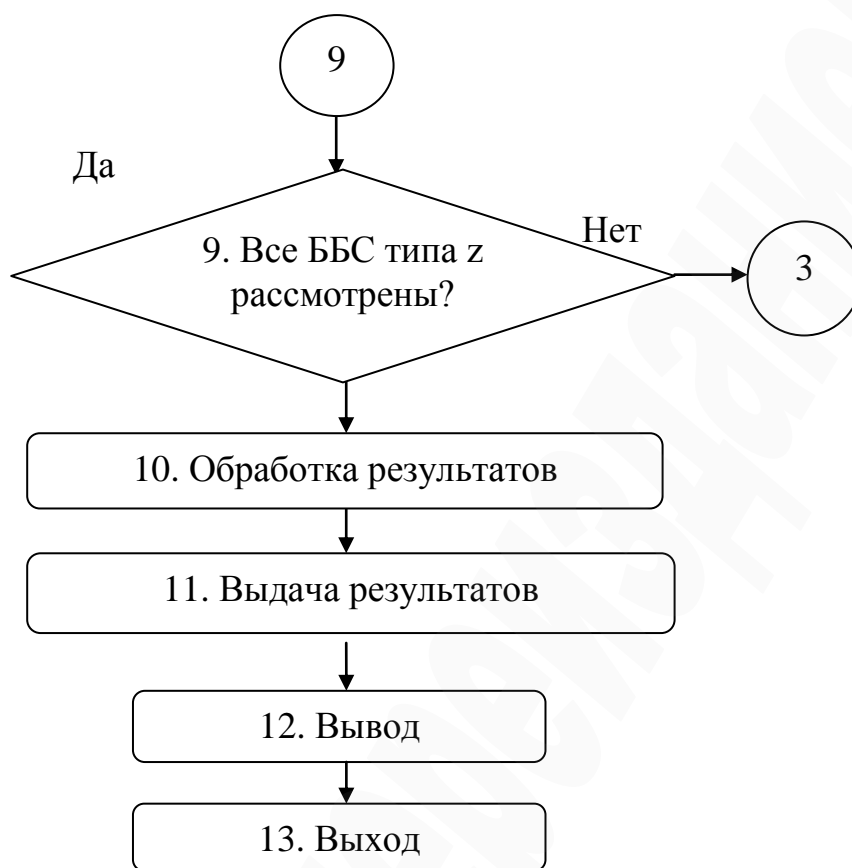 9
Да
9. Все ББС типа z
рассмотрены?
Нет
3
10. Обработка результатов
11. Выдача результатов
12. Вывод
13. Выход